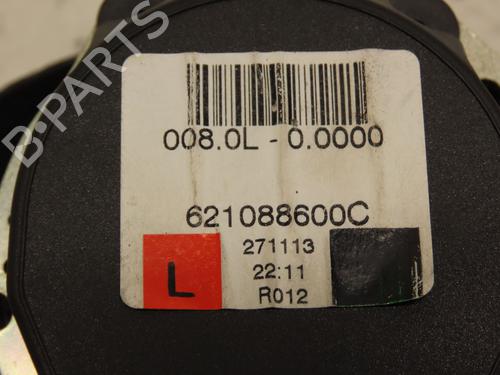 B-PARTS
008.0L - 0.0000
621088600C
271113
L
22:11
R012